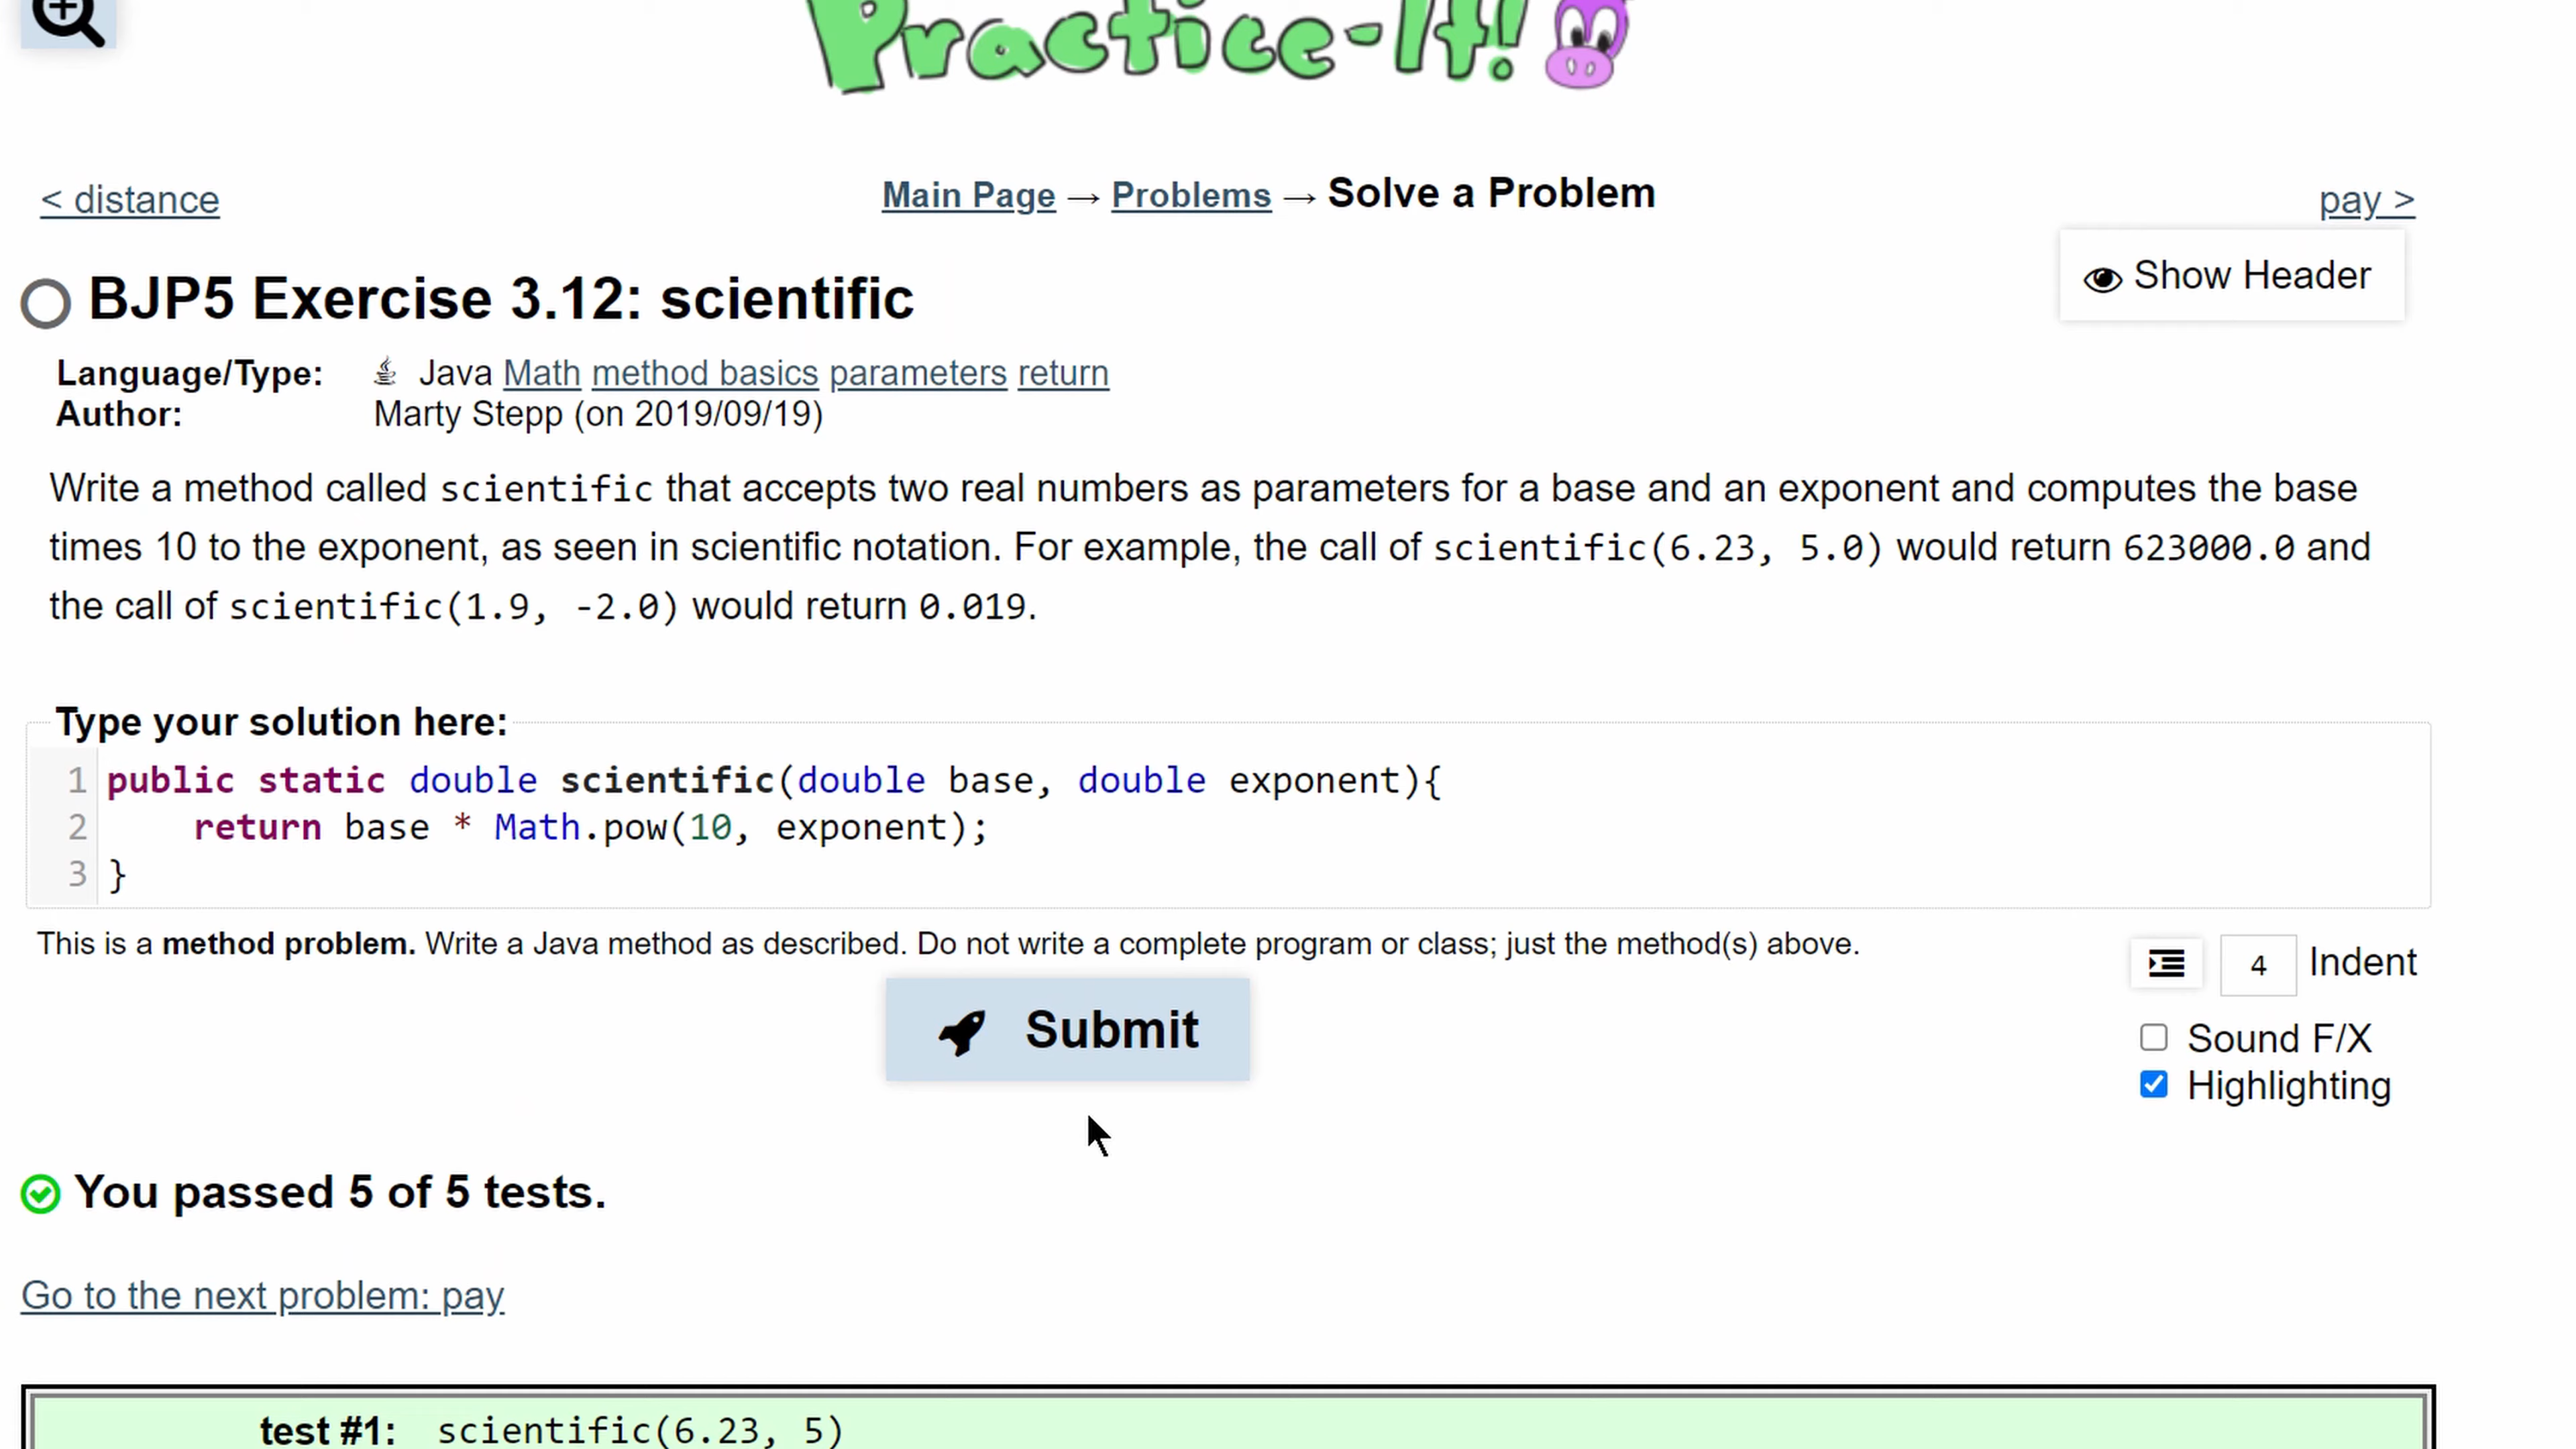 Practice-It!
< distance
Main Page → Problems → Solve a Problem
pay >
Show Header
BJP5 Exercise 3.12: scientific
Language/Type: Java Math method basics parameters return
Author: Marty Stepp (on 2019/09/19)
Write a method called scientific that accepts two real numbers as parameters for a base and an exponent and computes the base
times 10 to the exponent, as seen in scientific notation. For example, the call of scientific(6.23, 5.0) would return 623000.0 and
the call of scientific(1.9, -2.0) would return 0.019.
Type your solution here:
1 public static double scientific(double base, double exponent){
2     return base * Math.pow(10, exponent);
3 }
This is a method problem. Write a Java method as described. Do not write a complete program or class; just the method(s) above.
4 Indent
Submit
Sound F/X
Highlighting
You passed 5 of 5 tests.
Go to the next problem: pay
test #1: scientific(6.23, 5)